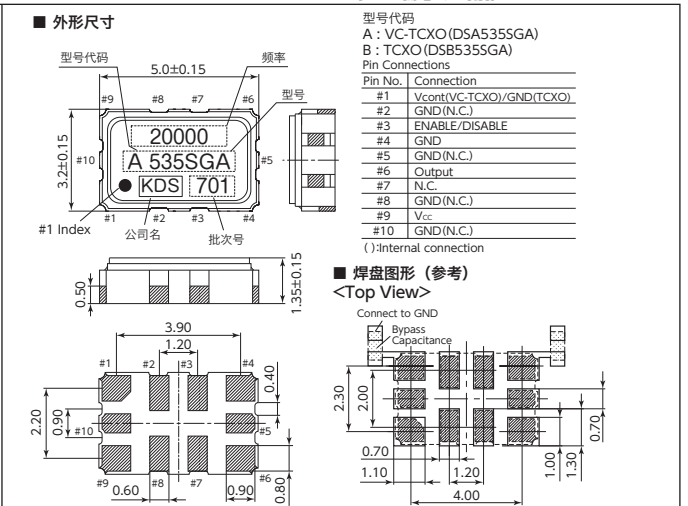 ■ 外形尺寸
型号代码
频率
5.0±0.15
型号
#9 #8 #7 #6
3.2±0.15
20000
A 535SGA
KDS 701
#10
#5
#1 #2 #3 #4
#1 Index
公司名
批次号
0.50
1.35±0.15
3.90
1.20
#1 #2 #3 #4
0.40
2.20
0.90
#10
#5
#9 #8 #7 #6
0.60
0.90
0.80
型号代码
A : VC-TCXO(DSA535SGA)
B : TCXO(DSB535SGA)
Pin Connections
Pin No. Connection
#1 Vcont(VC-TCXO)/GND(TCXO)
#2 GND(N.C.)
#3 ENABLE/DISABLE
#4 GND
#5 GND(N.C.)
#6 Output
#7 N.C.
#8 GND(N.C.)
#9 Vcc
#10 GND(N.C.)
( ):Internal connection
■ 焊盘图形（参考）
<Top View>
Connect to GND
Bypass
Capacitance
2.30
2.00
0.70
0.70
1.10
1.20
1.00
1.30
4.00